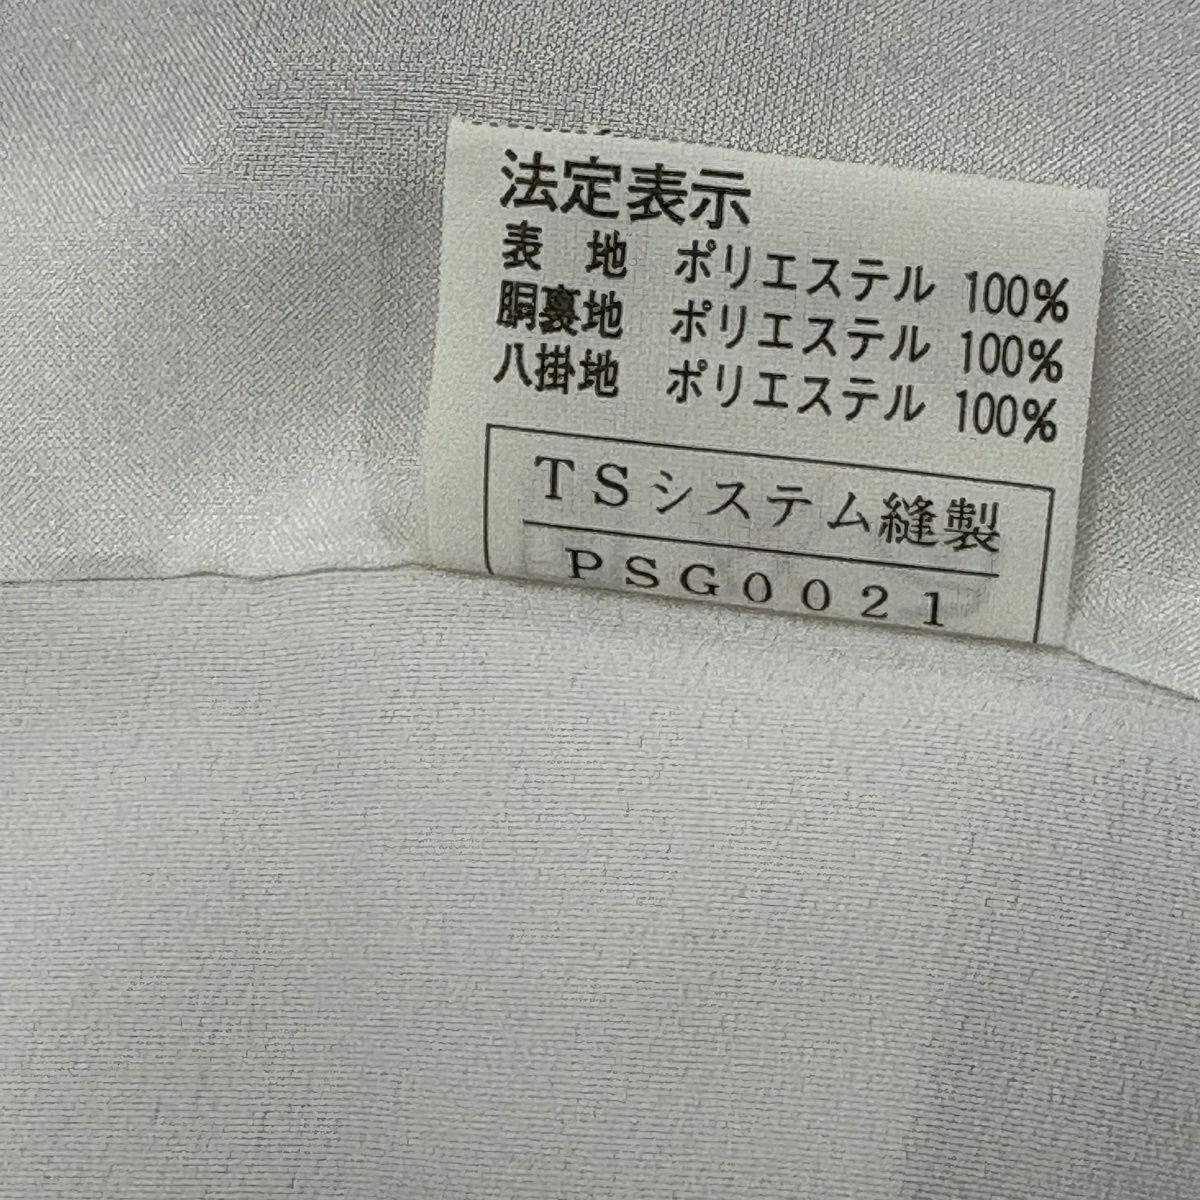 法定表示
表 地 ポリエステル 100%
胴裏地 ポリエステル 100%
八掛地 ポリエステル 100%
TSシステム縫製
PSG0021